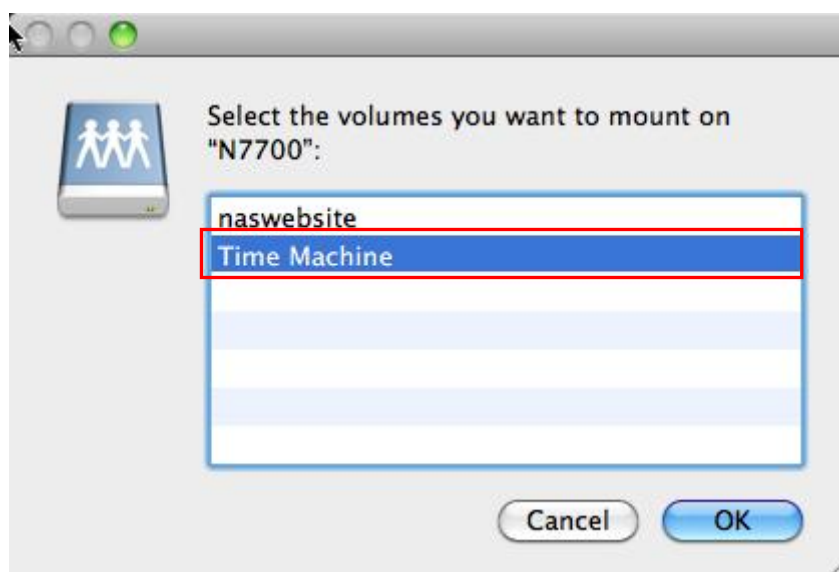 Select the volumes you want to mount on
“N7700”:
naswebsite
Time Machine
Cancel
OK